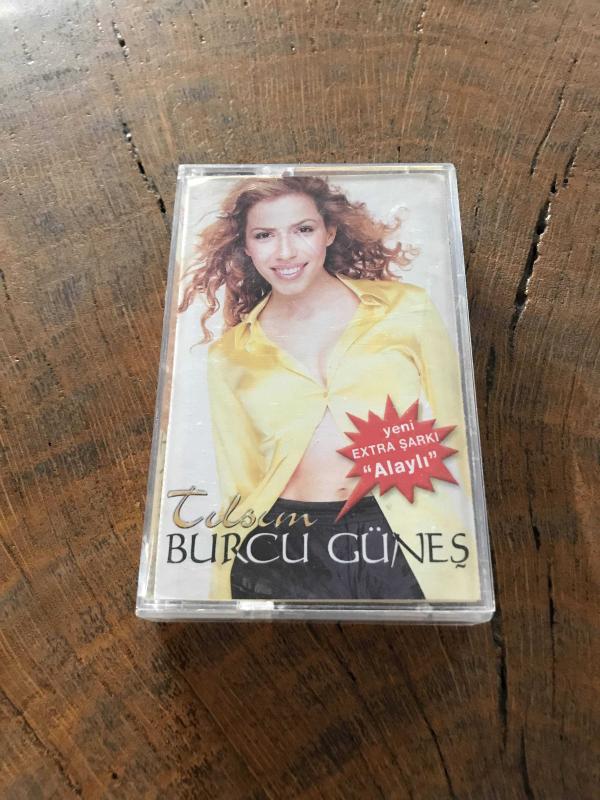 yeni
EXTRA ŞARKI
"Alaylı"
Tılsım
BURCU GÜNEŞ